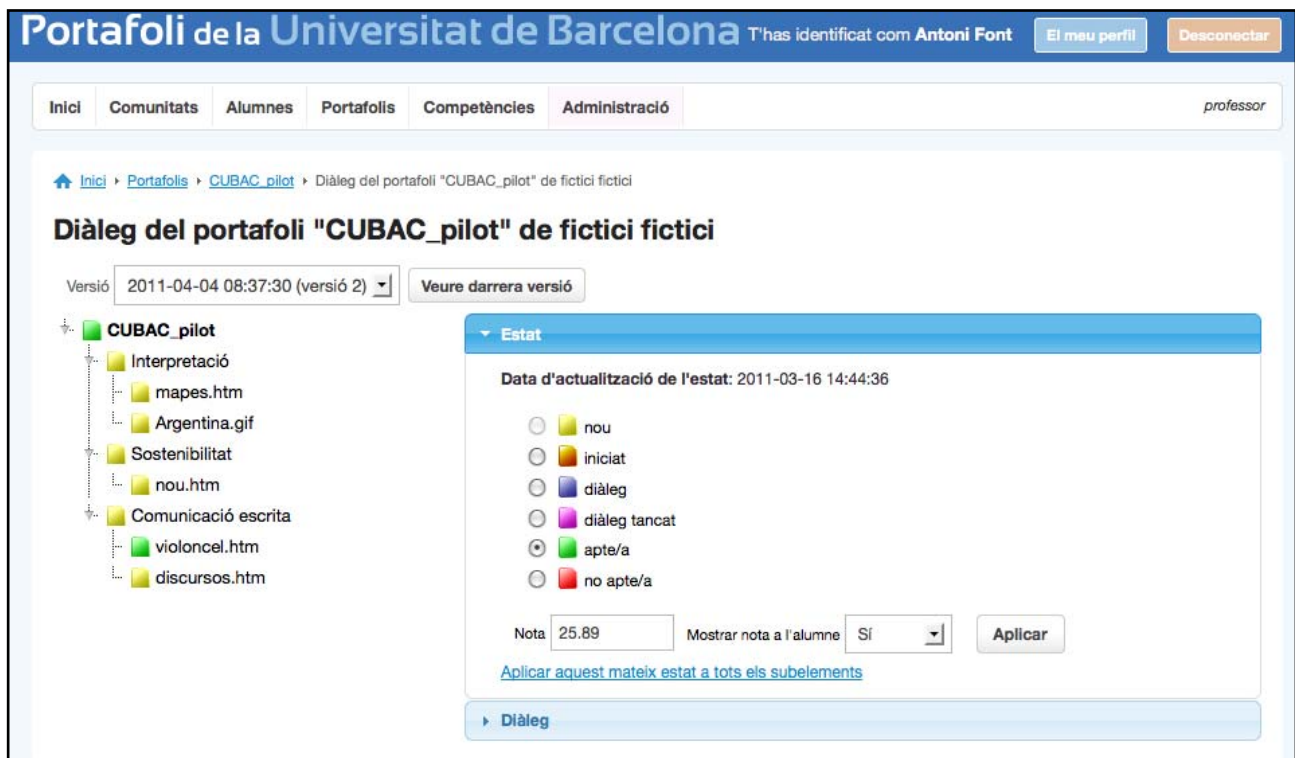 Portafoli de la Universitat de Barcelona T'has identificat com Antoni Font El meu perfil Desconectar
Inici Comunitats Alumnes Portafolis Competències Administració professor
Inici Portafolis CUBAC_pilot Diàleg del portafoli "CUBAC_pilot" de fictici fictici
Diàleg del portafoli "CUBAC_pilot" de fictici fictici
Versió 2011-04-04 08:37:30 (versió 2) Veure darrera versió
CUBAC_pilot
Interpretació
mapes.htm
Argentina.gif
Sostenibilitat
nou.htm
Comunicació escrita
violoncel.htm
discursos.htm
Estat
Data d'actualització de l'estat: 2011-03-16 14:44:36
nou
iniciat
diàleg
diàleg tancat
apte/a
no apte/a
Nota 25.89 Mostrar nota a l'alumne Sí Aplicar
Aplicar aquest mateix estat a tots els subelements
Diàleg